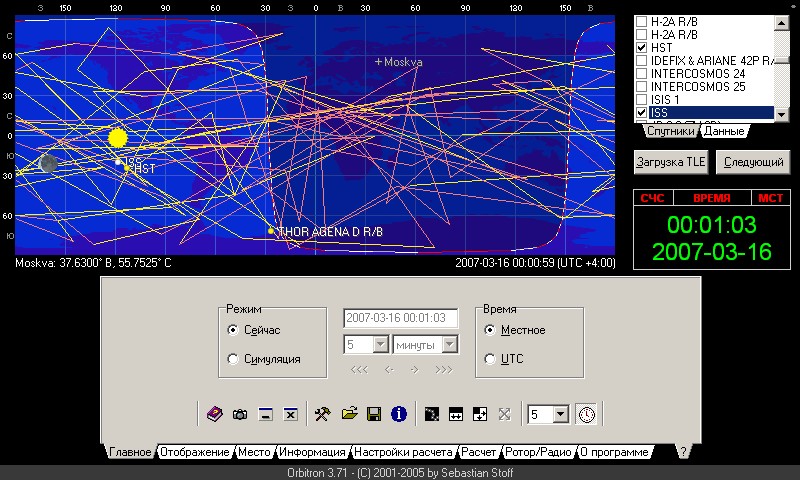 З 150 120 90 60 30 0 В 30 60 90 120 150 В
С
60
30
С
0
Ю
30
60
Ю
Moskva
ISS
HST
THOR AGENA D R/B
Moskva: 37.6300° В, 55.7525° С
2007-03-16 00:00:59 (UTC +4:00)
H-2A R/B
H-2A R/B
HST
IDEFIX & ARIANE 42P R/
INTERCOSMOS 24
INTERCOSMOS 25
ISIS 1
ISS
Спутники Данные
Загрузка TLE Следующий
СЧС ВРЕМЯ МСТ
00:01:03
2007-03-16
Режим
Сейчас
Симуляция
2007-03-16 00:01:03
5 минуты
<<< <- -> >>>
Время
Местное
UTC
5
Главное Отображение Место Информация Настройки расчета Расчет Ротор/Радио О программе ?
Orbitron 3.71 - (C) 2001-2005 by Sebastian Stoff